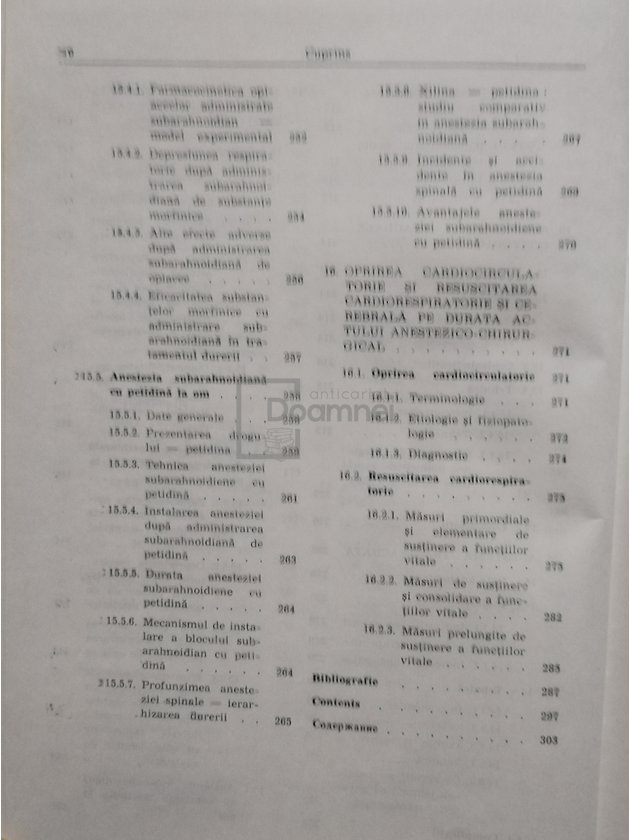 Cuprins
15.4.1. Farmacocinetica opi-
aceelor administrate
subarahnoidian —
model experimental
15.4.2. Depresiunea respira-
torie după adminis-
trarea subarahnoi-
diană de substanțe
morfinice . . . . 254
15.4.3. Alte efecte adverse
după administrarea
subarahnoidiană de
opiacee . . . . . 256
15.4.4. Eficacitatea substan-
țelor morfinice cu
administrare sub-
arahnoidiană în tra-
tamentul durerii . . 257
15.5. Anestezia subarahnoidiană
cu petidină la om . . . . 258
15.5.1. Date generale . . . 258
15.5.2. Prezentarea drogu-
lui — petidina . . 259
15.5.3. Tehnica anesteziei
subarahnoidiene cu
petidină . . . . . 261
15.5.4. Instalarea anesteziei
după administrarea
subarahnoidiană de
petidină . . . . . 263
15.5.5. Durata anesteziei
subarahnoidiene cu
petidină . . . . . 264
15.5.6. Mecanismul de insta-
lare a blocului sub-
arahnoidian cu peti-
dină . . . . . . 264
15.5.7. Profunzimea aneste-
ziei spinale — ierar-
hizarea durerii . . 265
15.5.8. Xilina — petidina :
studiu comparativ
în anestezia subarah-
noidiană . . . . . 267
15.5.9. Incidente și acci-
dente în anestezia
spinală cu petidină 269
15.5.10. Avantajele aneste-
ziei subarahnoidiene
cu petidină . . . . 270
16. OPRIREA CARDIOCIRCULA-
TORIE ȘI RESUSCITAREA
CARDIORESPIRATORIE ȘI CE-
REBRALĂ PE DURATA AC-
TULUI ANESTEZICO-CHIRUR-
GICAL . . . . . . . . . . 271
16.1. Oprirea cardiocirculatorie 271
16.1.1. Terminologie . . . . 271
16.1.2. Etiologie și fiziopato-
logie . . . . . . 272
16.1.3. Diagnostic . . . . 274
16.2. Resuscitarea cardiorespira-
torie . . . . . . . . . 275
16.2.1. Măsuri primordiale
și elementare de
susținere a funcțiilor
vitale . . . . . . 275
16.2.2. Măsuri de susținere
și consolidare a func-
țiilor vitale . . . . 282
16.2.3. Măsuri prelungite de
susținere a funcțiilor
vitale . . . . . . 285
Bibliografie . . . . . . . . 287
Contents . . . . . . . . . 297
Содержание . . . . . . . . 303
anticariat
Doamnei